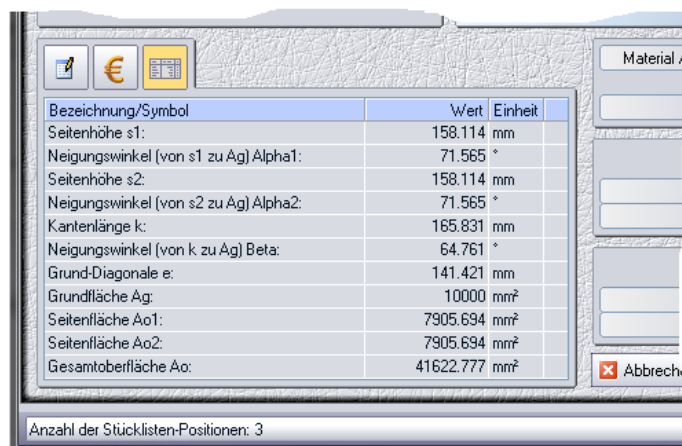 Material
Bezeichnung/Symbol Wert Einheit
Seitenhöhe s1: 158.114 mm
Neigungswinkel (von s1 zu Ag) Alpha1: 71.565 °
Seitenhöhe s2: 158.114 mm
Neigungswinkel (von s2 zu Ag) Alpha2: 71.565 °
Kantenlänge k: 165.831 mm
Neigungswinkel (von k zu Ag) Beta: 64.761 °
Grund-Diagonale e: 141.421 mm
Grundfläche Ag: 10000 mm²
Seitenfläche Ao1: 7905.694 mm²
Seitenfläche Ao2: 7905.694 mm²
Gesamtoberfläche Ao: 41622.777 mm²
Abbreche
Anzahl der Stücklisten-Positionen: 3